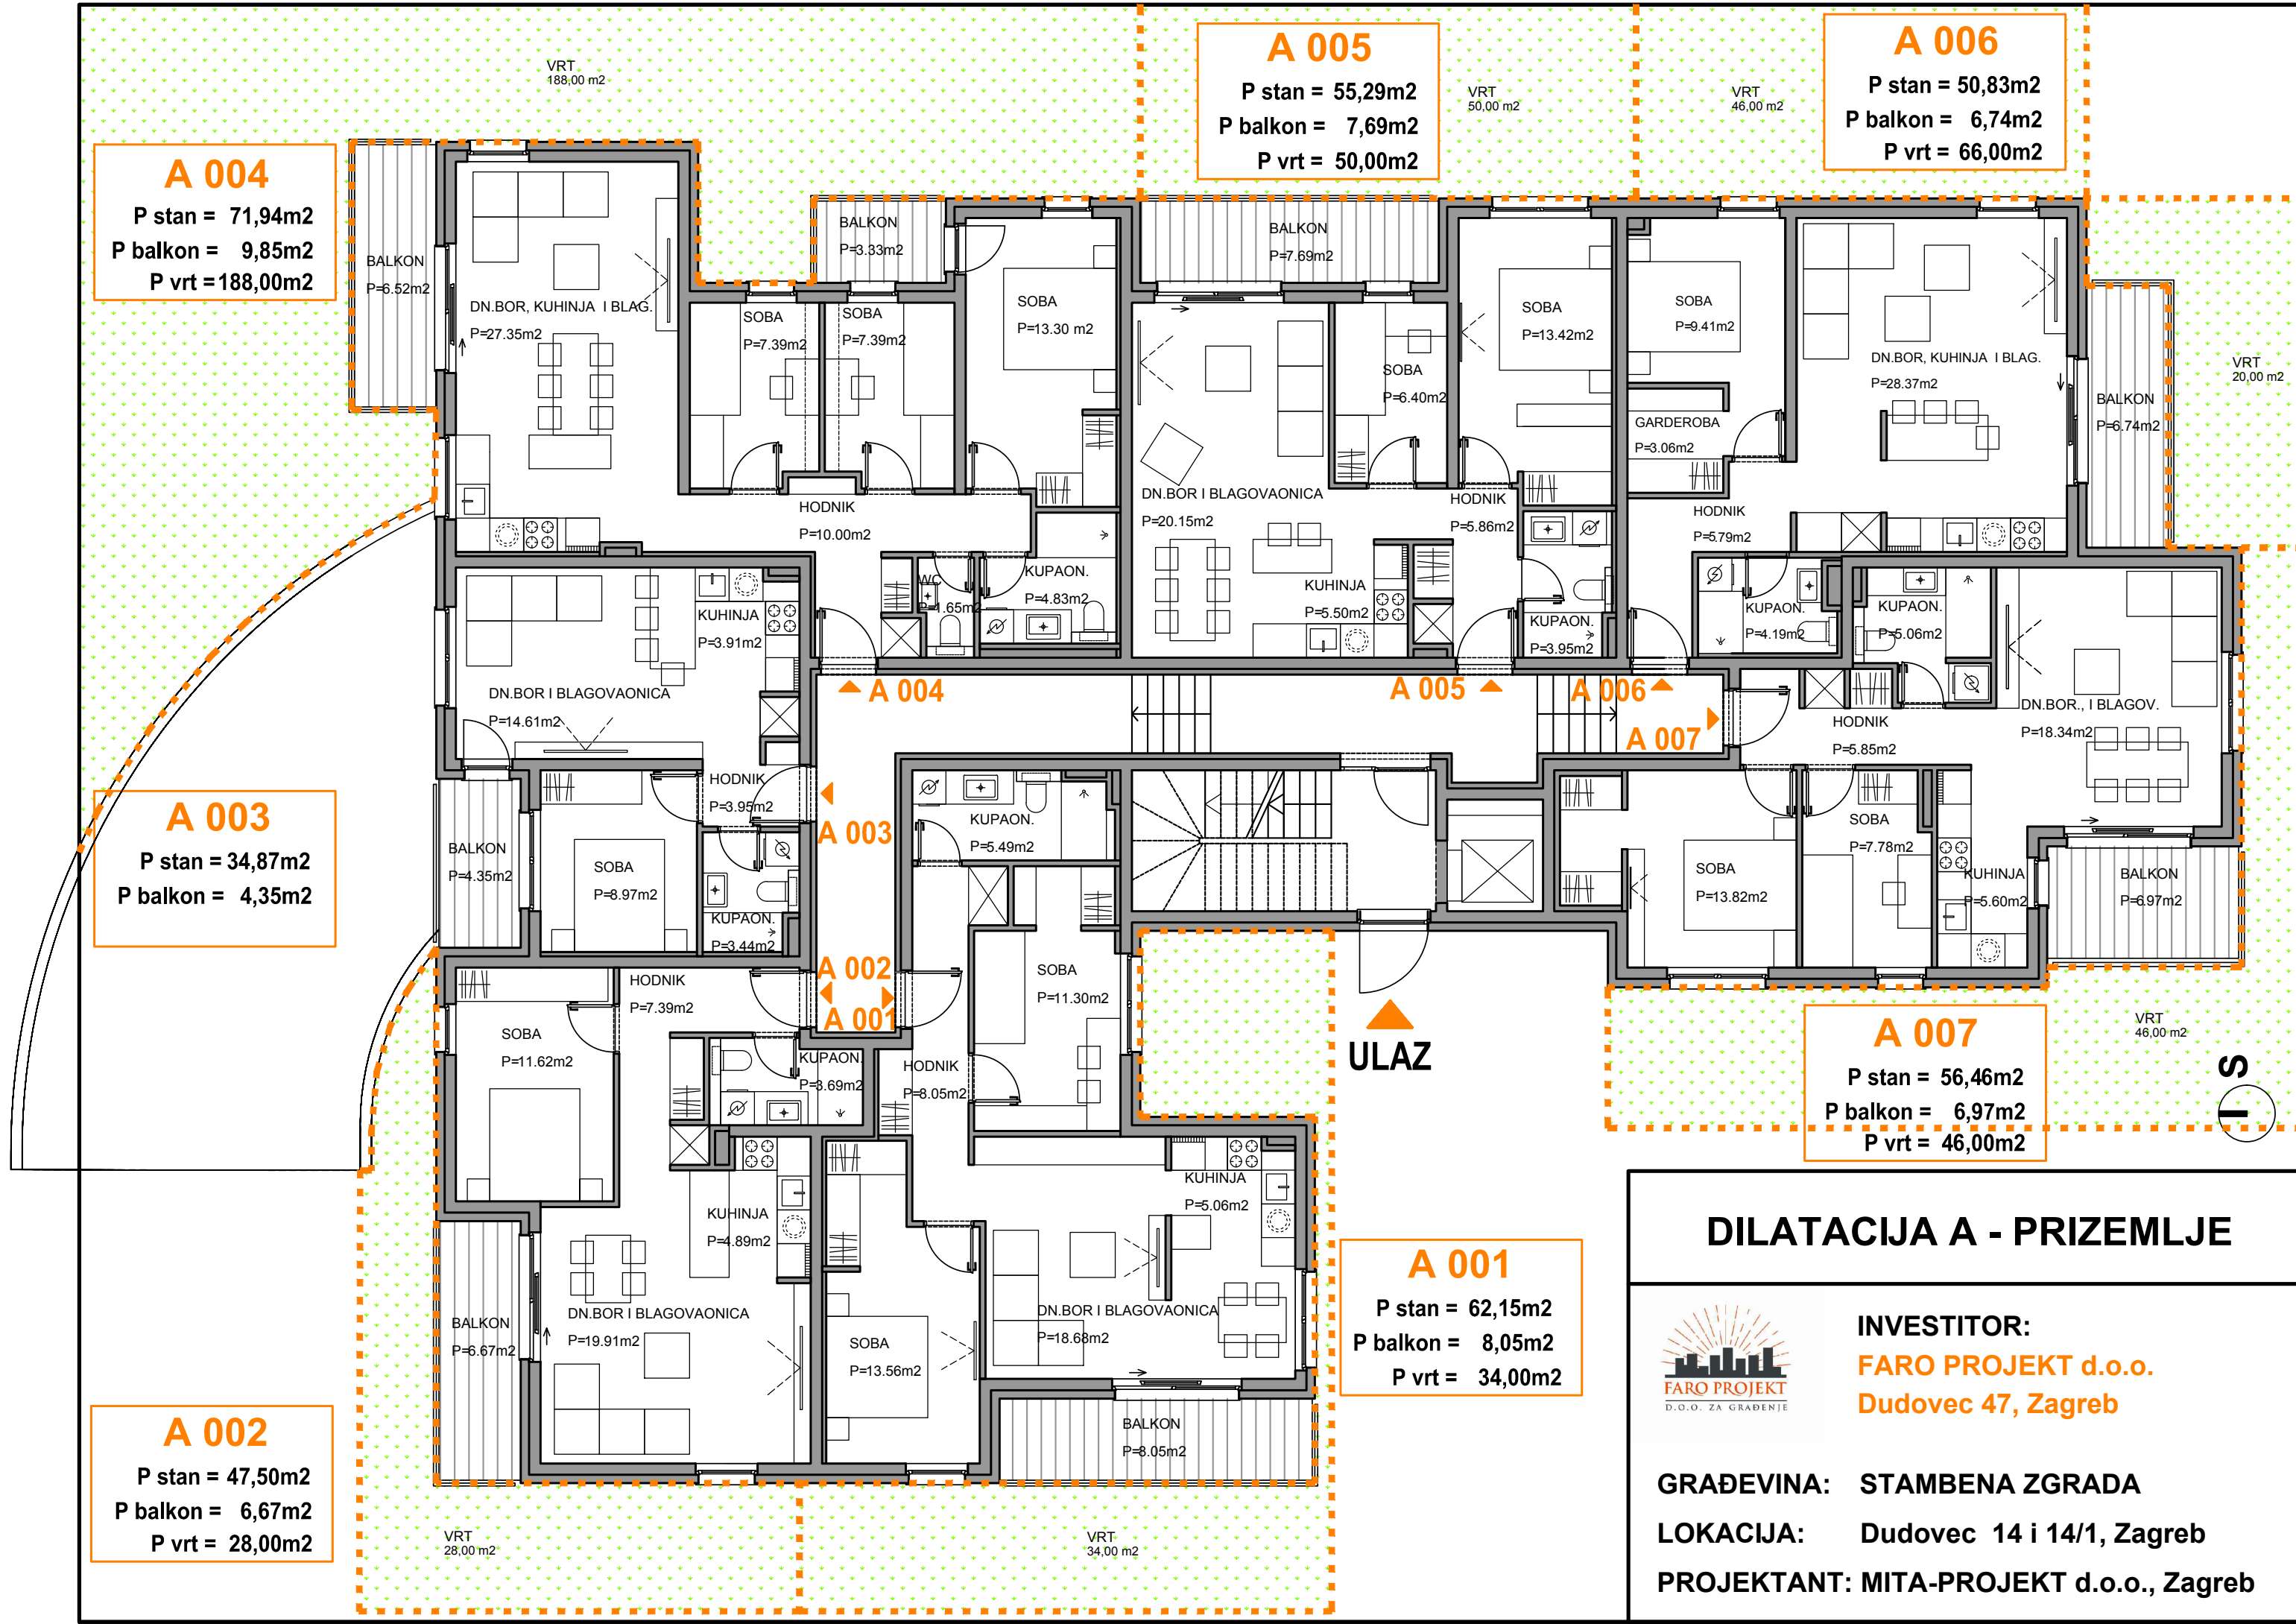 VRT
188,00 m2
A 005
P stan = 55,29m2
P balkon = 7,69m2
P vrt = 50,00m2
VRT
50,00 m2
VRT
46,00 m2
A 006
P stan = 50,83m2
P balkon = 6,74m2
P vrt = 66,00m2
A 004
P stan = 71,94m2
P balkon = 9,85m2
P vrt =188,00m2
BALKON
P=6.52m2
DN.BOR, KUHINJA I BLAG.
P=27.35m2
SOBA
P=7.39m2
SOBA
P=7.39m2
BALKON
P=3.33m2
SOBA
P=13.30 m2
HODNIK
P=10.00m2
WC
P=1.65m2
KUPAON.
P=4.83m2
BALKON
P=7.69m2
DN.BOR I BLAGOVAONICA
P=20.15m2
SOBA
P=6.40m2
SOBA
P=13.42m2
HODNIK
P=5.86m2
KUHINJA
P=5.50m2
KUPAON.
P=3.95m2
SOBA
P=9.41m2
GARDEROBA
P=3.06m2
DN.BOR, KUHINJA I BLAG.
P=28.37m2
HODNIK
P=5.79m2
KUPAON.
P=4.19m2
BALKON
P=6.74m2
VRT
20,00 m2
KUPAON.
P=5.06m2
DN.BOR., I BLAGOV.
P=18.34m2
HODNIK
P=5.85m2
SOBA
P=13.82m2
SOBA
P=7.78m2
KUHINJA
P=5.60m2
BALKON
P=6.97m2
A 004
A 005
A 006
A 007
KUHINJA
P=3.91m2
DN.BOR I BLAGOVAONICA
P=14.61m2
HODNIK
P=3.95m2
A 003
BALKON
P=4.35m2
SOBA
P=8.97m2
KUPAON.
P=3.44m2
A 003
P stan = 34,87m2
P balkon = 4,35m2
KUPAON.
P=5.49m2
A 002
A 001
SOBA
P=11.30m2
HODNIK
P=8.05m2
HODNIK
P=7.39m2
SOBA
P=11.62m2
KUPAON.
P=3.69m2
ULAZ
A 007
P stan = 56,46m2
P balkon = 6,97m2
P vrt = 46,00m2
VRT
46,00 m2
S
KUHINJA
P=4.89m2
DN.BOR I BLAGOVAONICA
P=19.91m2
BALKON
P=6.67m2
KUHINJA
P=5.06m2
DN.BOR I BLAGOVAONICA
P=18.68m2
SOBA
P=13.56m2
BALKON
P=8.05m2
A 001
P stan = 62,15m2
P balkon = 8,05m2
P vrt = 34,00m2
A 002
P stan = 47,50m2
P balkon = 6,67m2
P vrt = 28,00m2
VRT
28,00 m2
VRT
34,00 m2
DILATACIJA A - PRIZEMLJE
FARO PROJEKT
D.O.O. ZA GRAĐENJE
INVESTITOR:
FARO PROJEKT d.o.o.
Dudovec 47, Zagreb
GRAĐEVINA: STAMBENA ZGRADA
LOKACIJA: Dudovec 14 i 14/1, Zagreb
PROJEKTANT: MITA-PROJEKT d.o.o., Zagreb